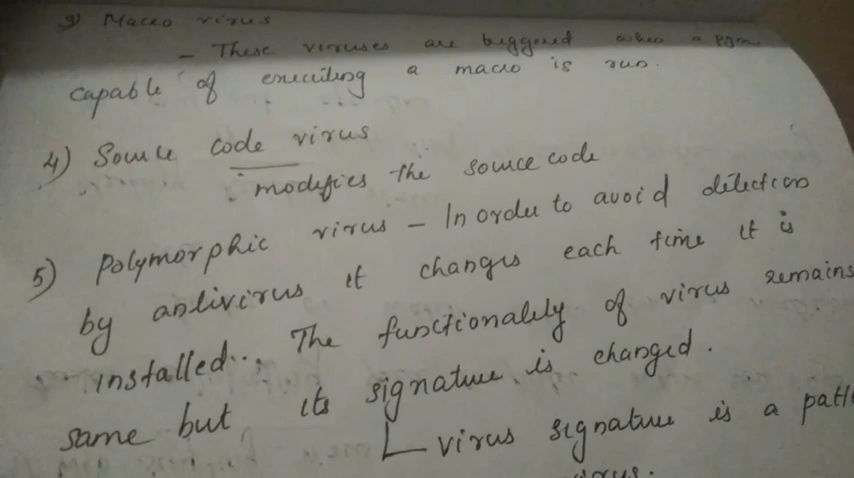 3) Macro virus
- These viruses are triggered when a pgm
capable of executing a macro is run.
4) Source code virus
: modifies the source code
5) Polymorphic virus - In order to avoid detection
by antivirus it changes each time it is
installed... The functionality of virus remains
same but its signature is changed.
virus signature is a patt
virus.